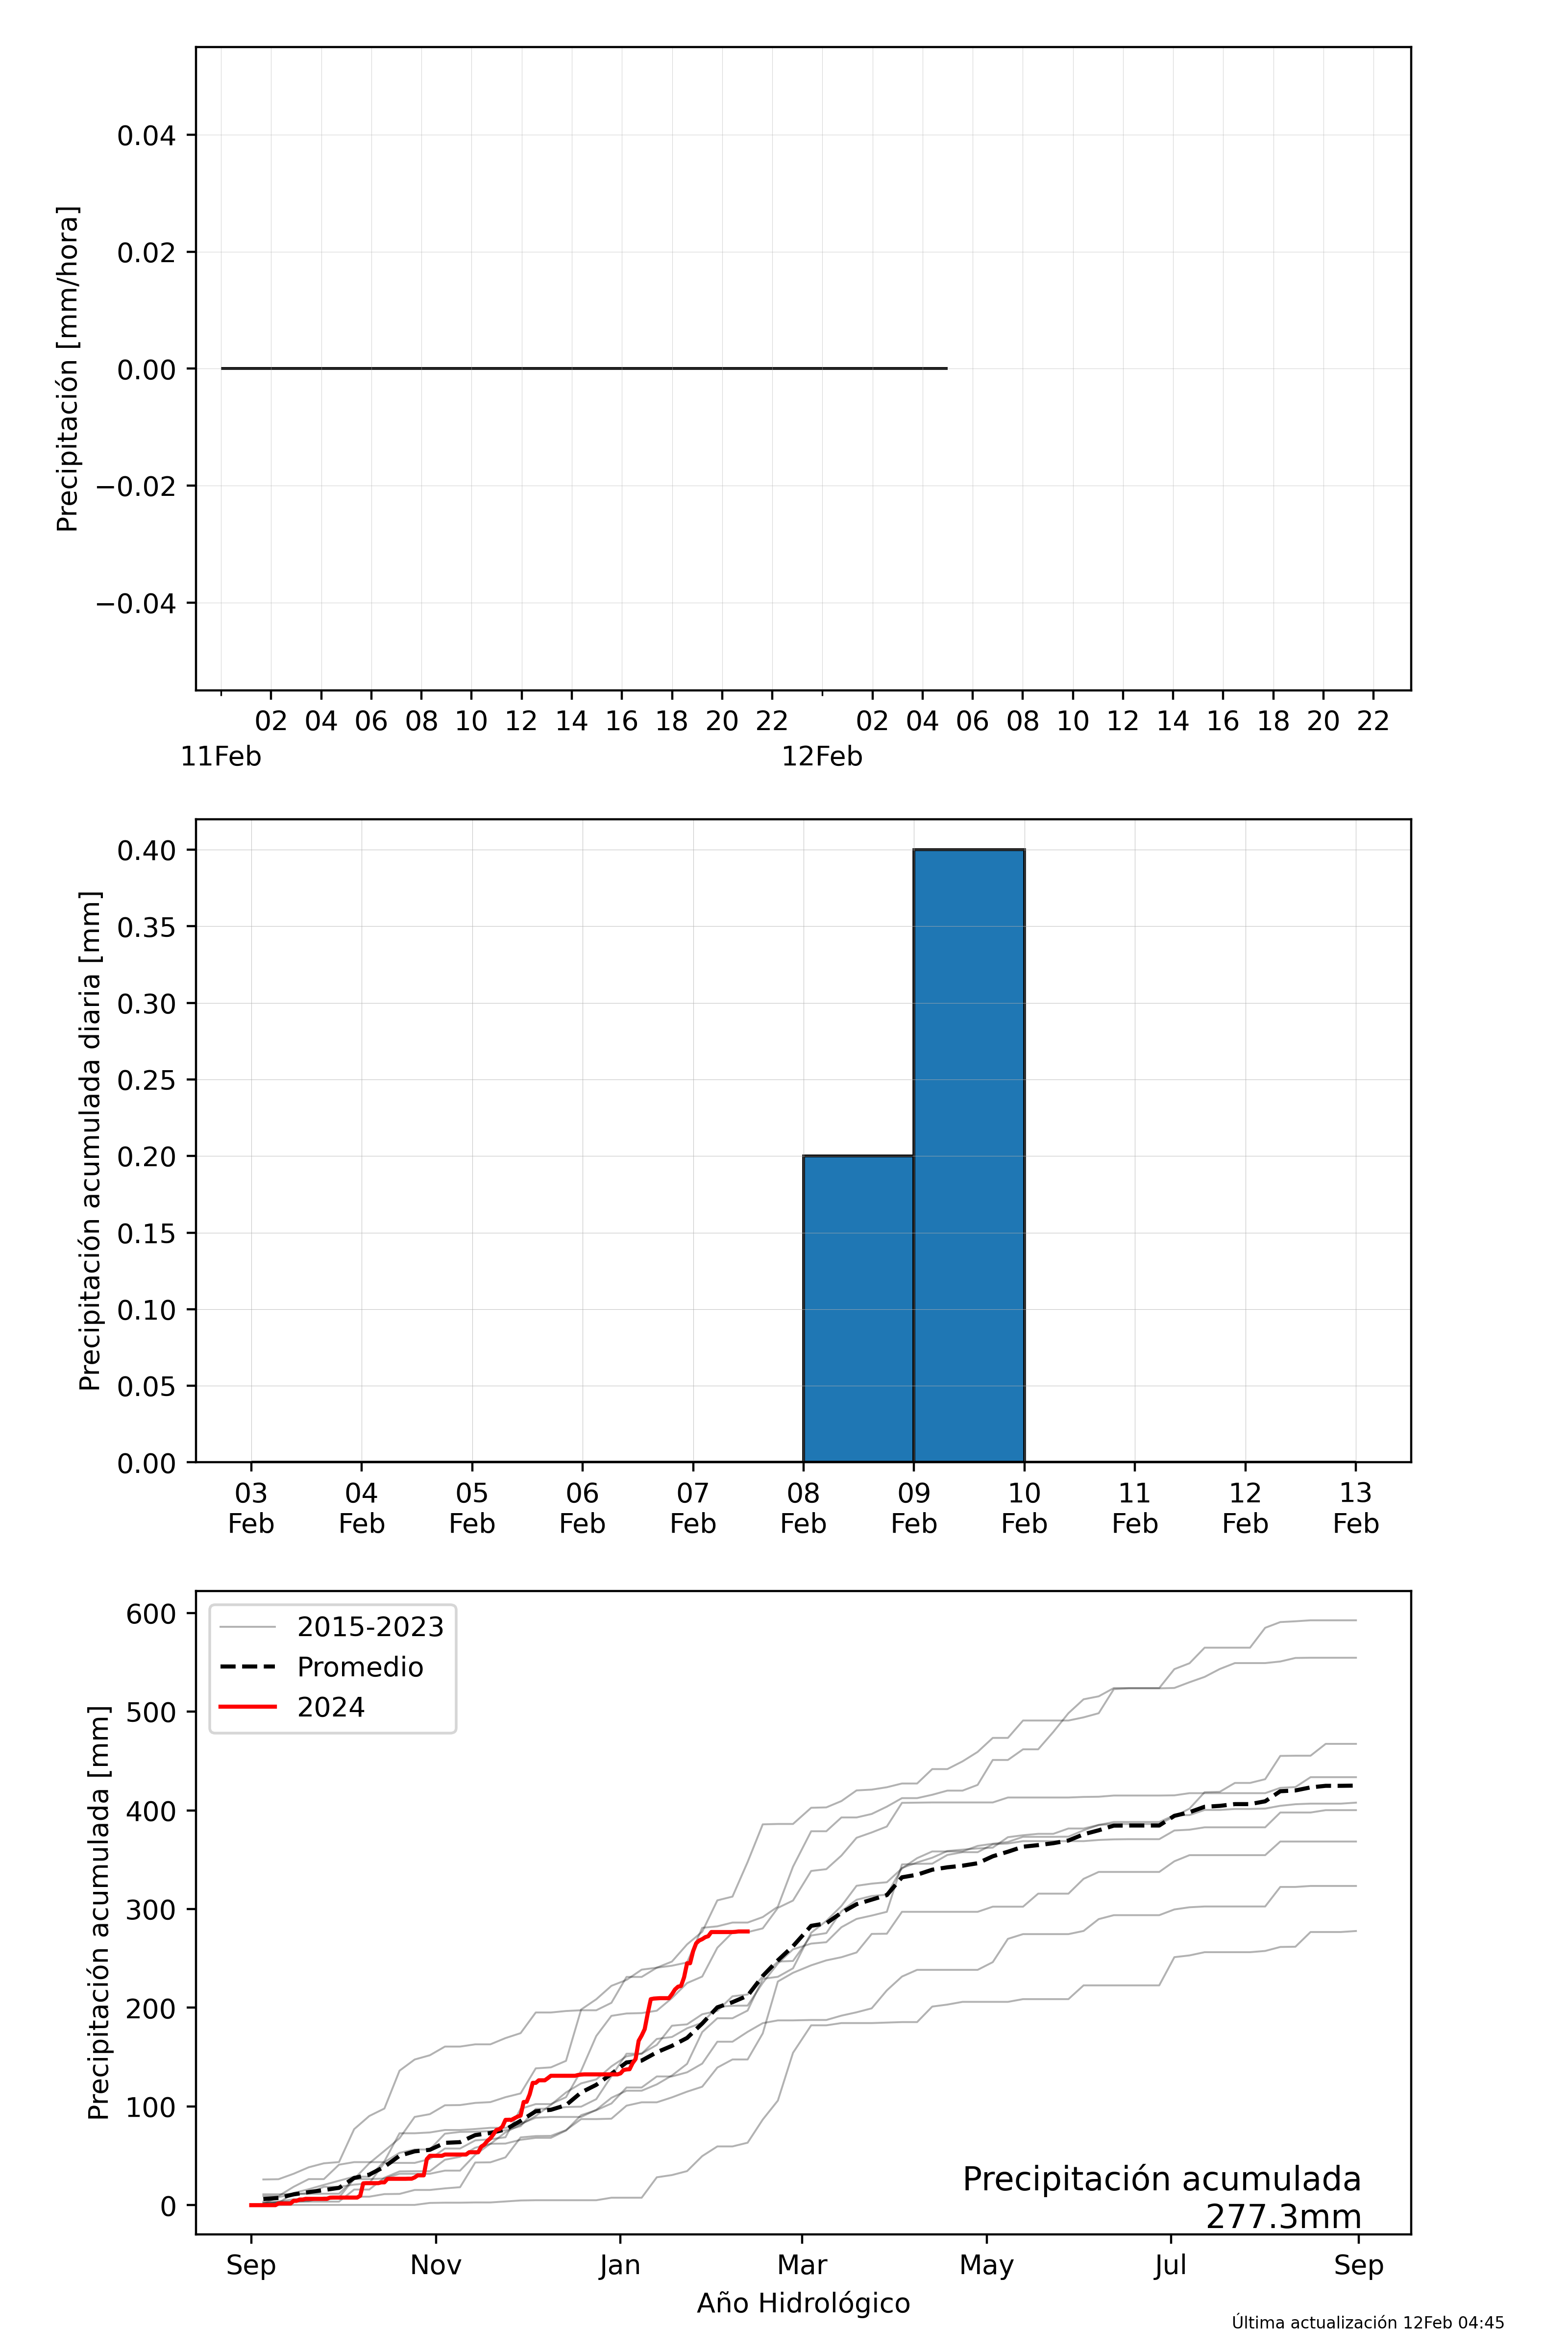 Precipitación [mm/hora]
0.04
0.02
0.00
−0.02
−0.04
02 04 06 08 10 12 14 16 18 20 22 02 04 06 08 10 12 14 16 18 20 22
11Feb 12Feb
Precipitación acumulada diaria [mm]
0.40
0.35
0.30
0.25
0.20
0.15
0.10
0.05
0.00
03 04 05 06 07 08 09 10 11 12 13
Feb Feb Feb Feb Feb Feb Feb Feb Feb Feb Feb
Precipitación acumulada [mm]
600
500
400
300
200
100
0
2015-2023
Promedio
2024
Precipitación acumulada
277.3mm
Sep Nov Jan Mar May Jul Sep
Año Hidrológico
Última actualización 12Feb 04:45